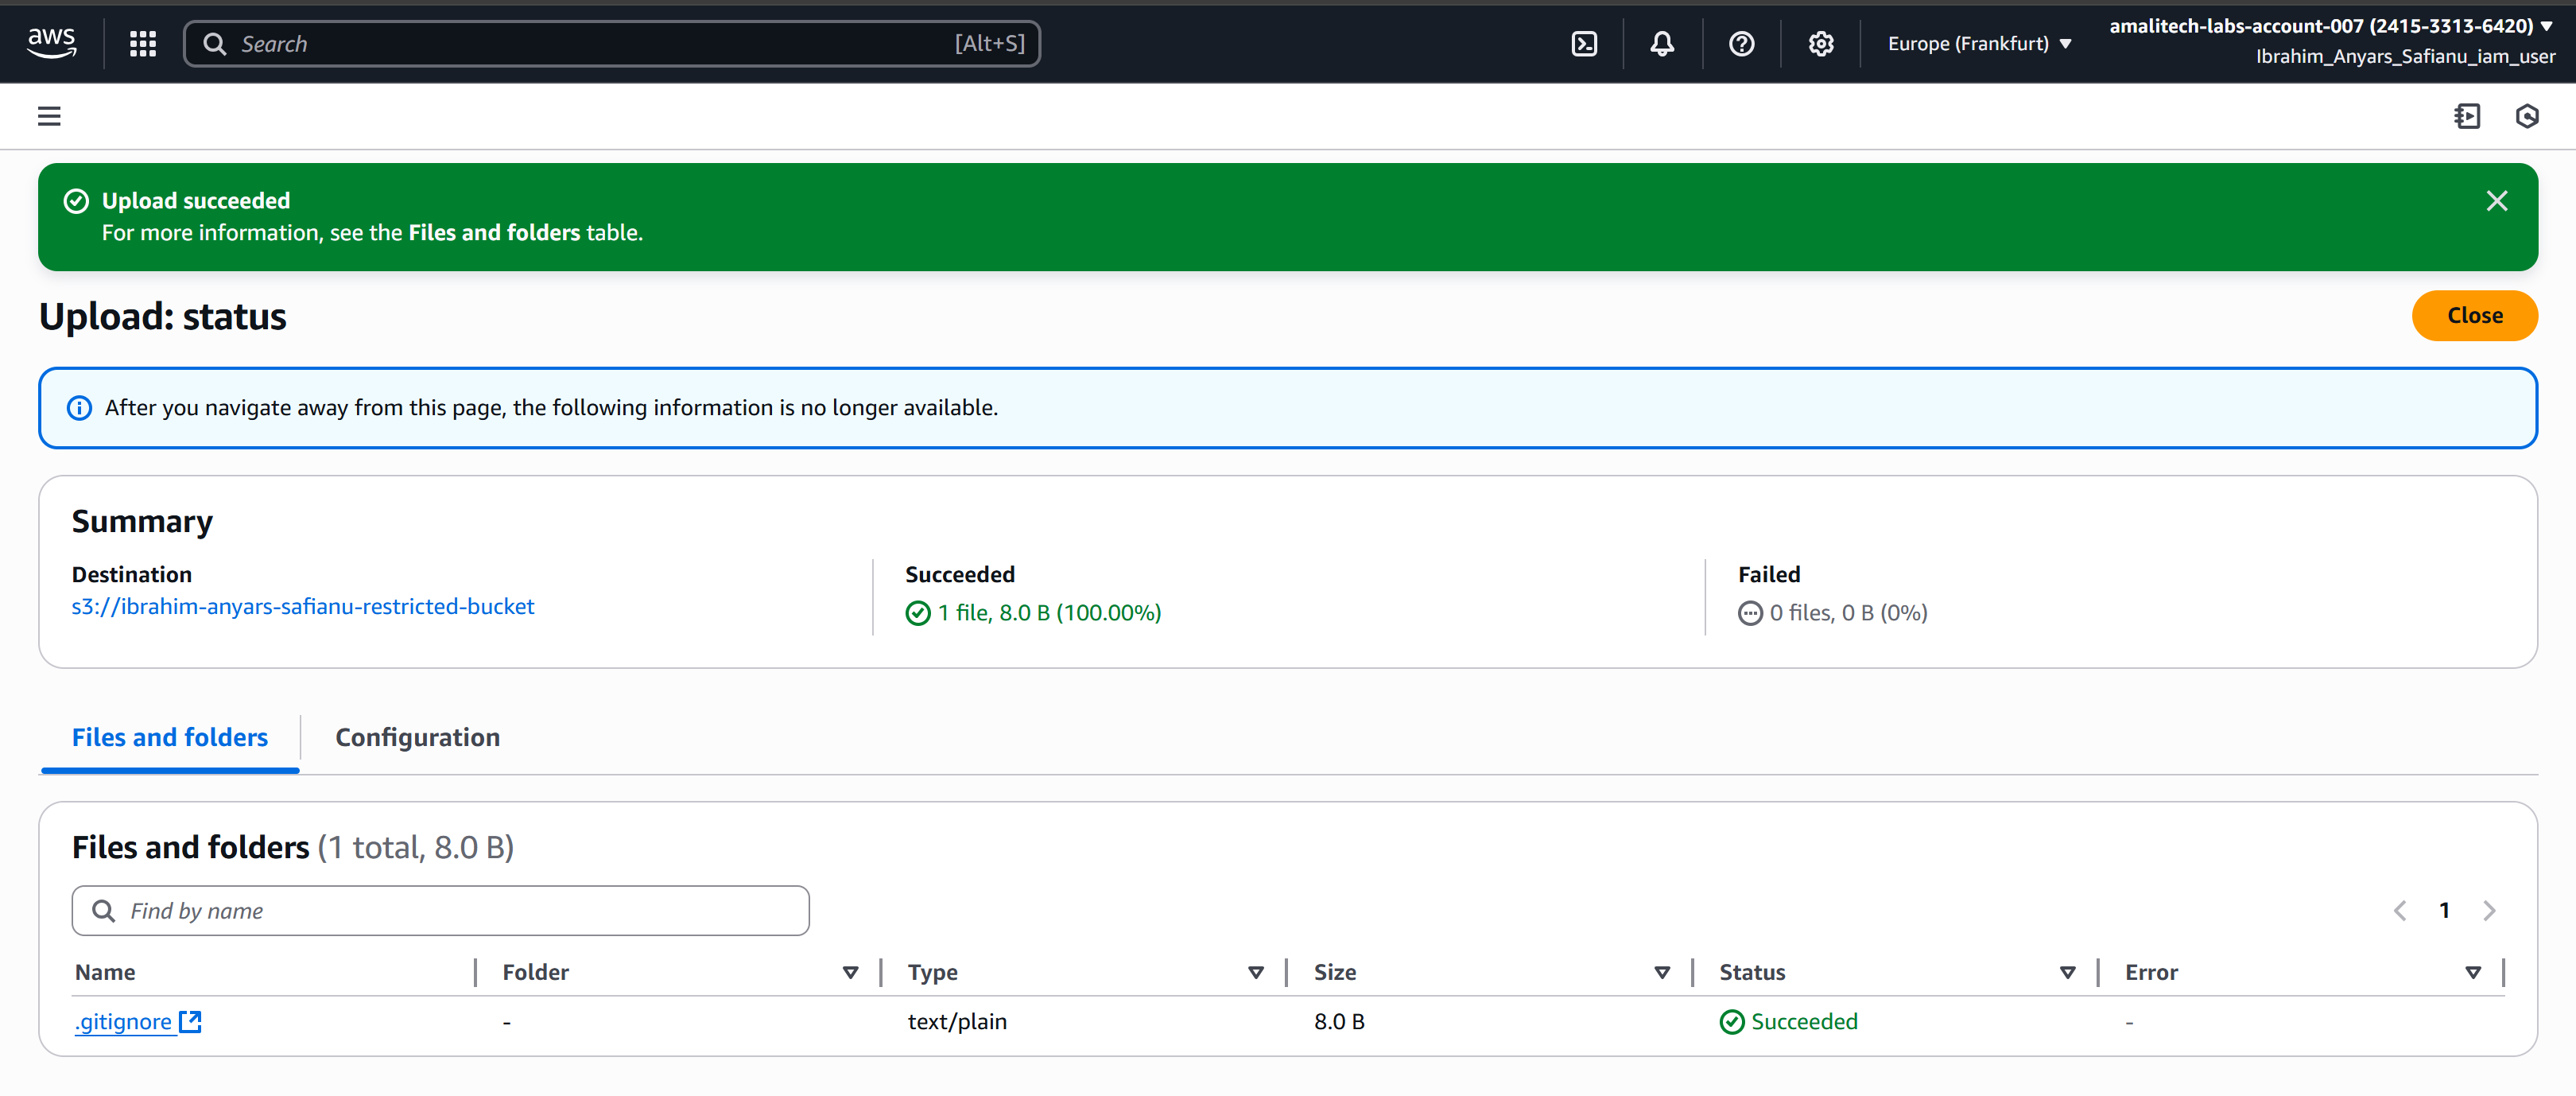 aws
Search [Alt+S]
Europe (Frankfurt)
amalitech-labs-account-007 (2415-3313-6420)
Ibrahim_Anyars_Safianu_iam_user
Upload succeeded
For more information, see the Files and folders table.
Upload: status
Close
After you navigate away from this page, the following information is no longer available.
Summary
Destination
s3://ibrahim-anyars-safianu-restricted-bucket
Succeeded
1 file, 8.0 B (100.00%)
Failed
0 files, 0 B (0%)
Files and folders
Configuration
Files and folders (1 total, 8.0 B)
Find by name
1
Name Folder Type Size Status Error
.gitignore - text/plain 8.0 B Succeeded -